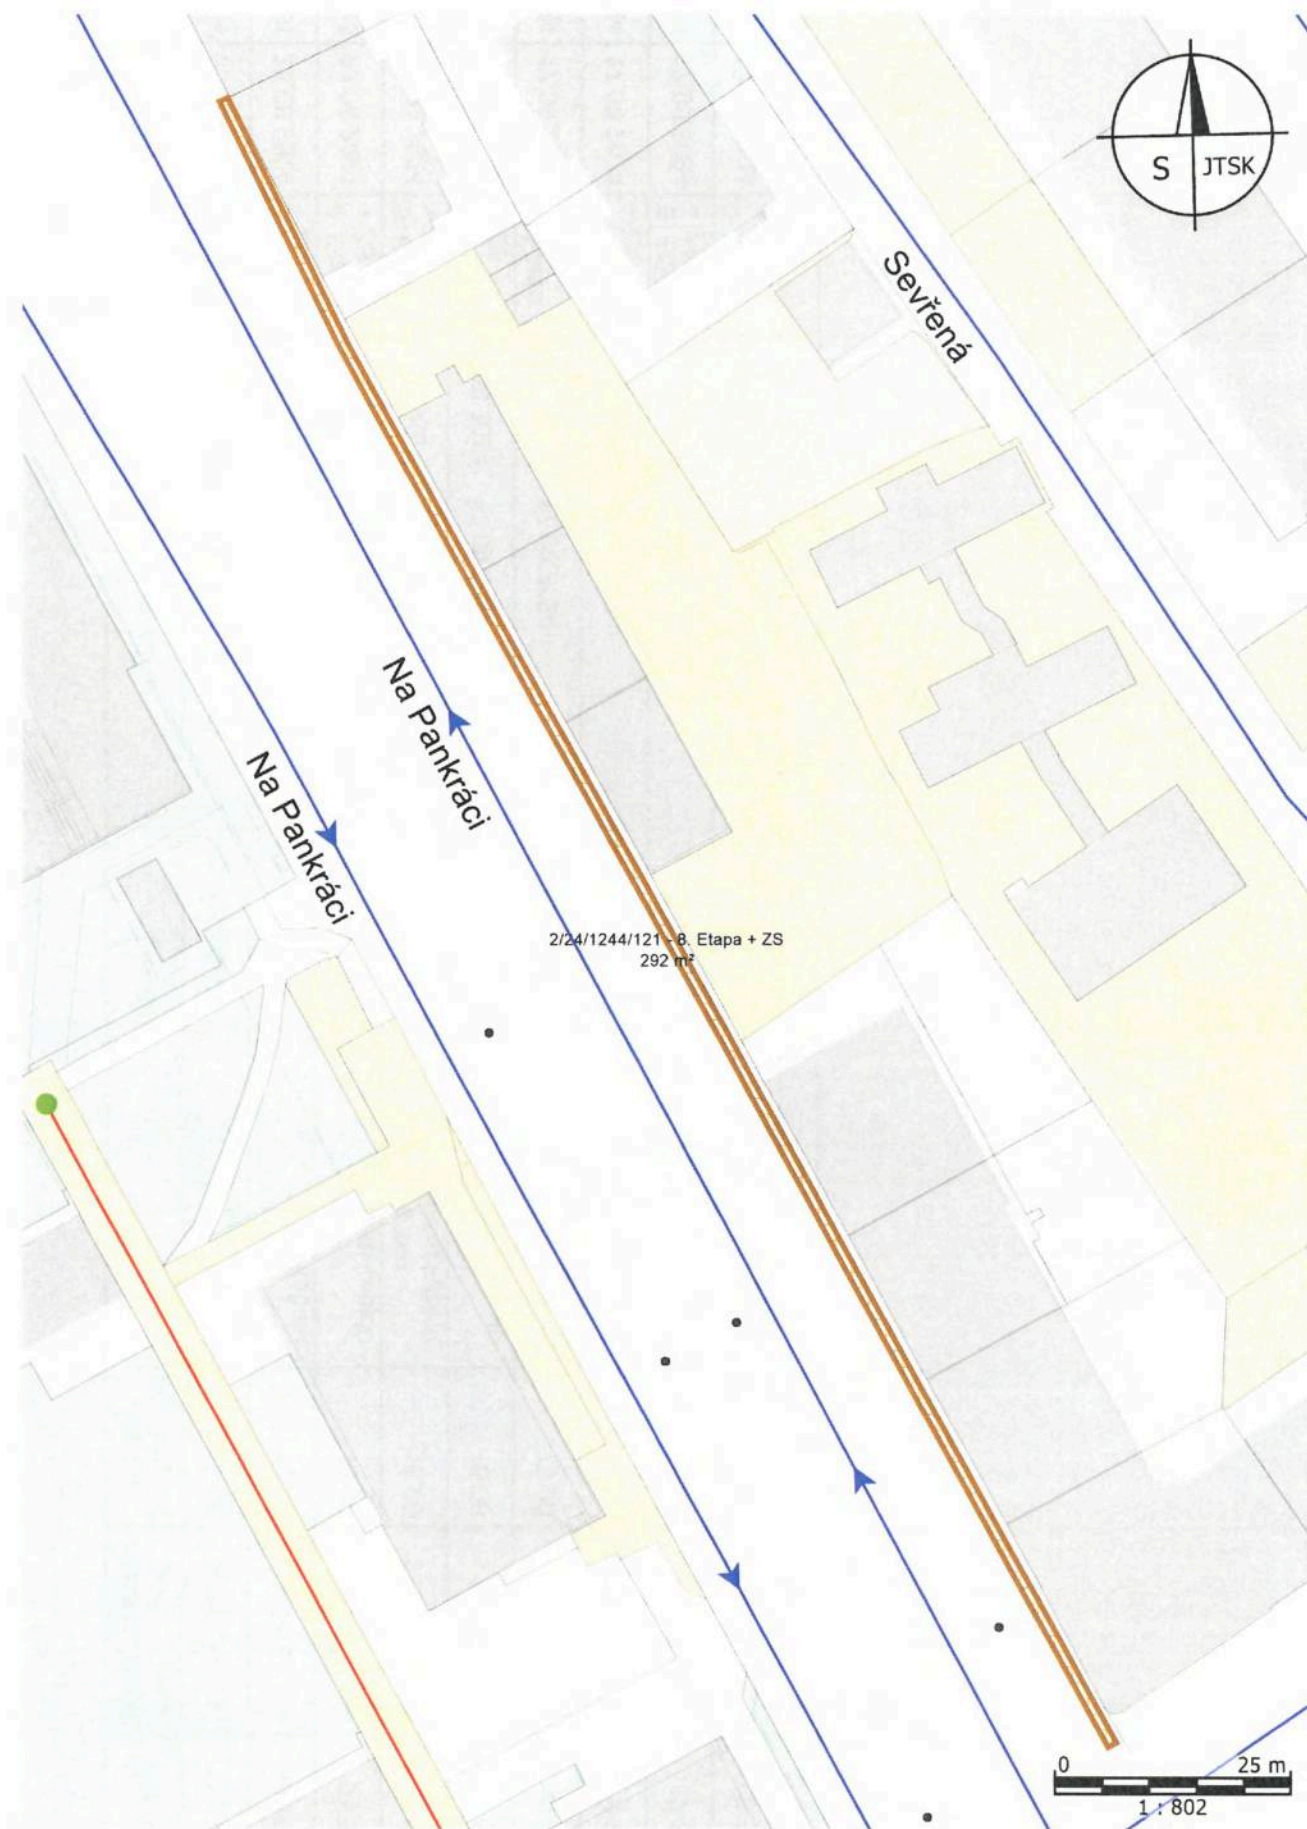 S JTSK
Sevřená
Na Pankráci
Na Pankráci
2/24/1244/121 - 8. Etapa + ZS
292 m²
0 25 m
1 : 802